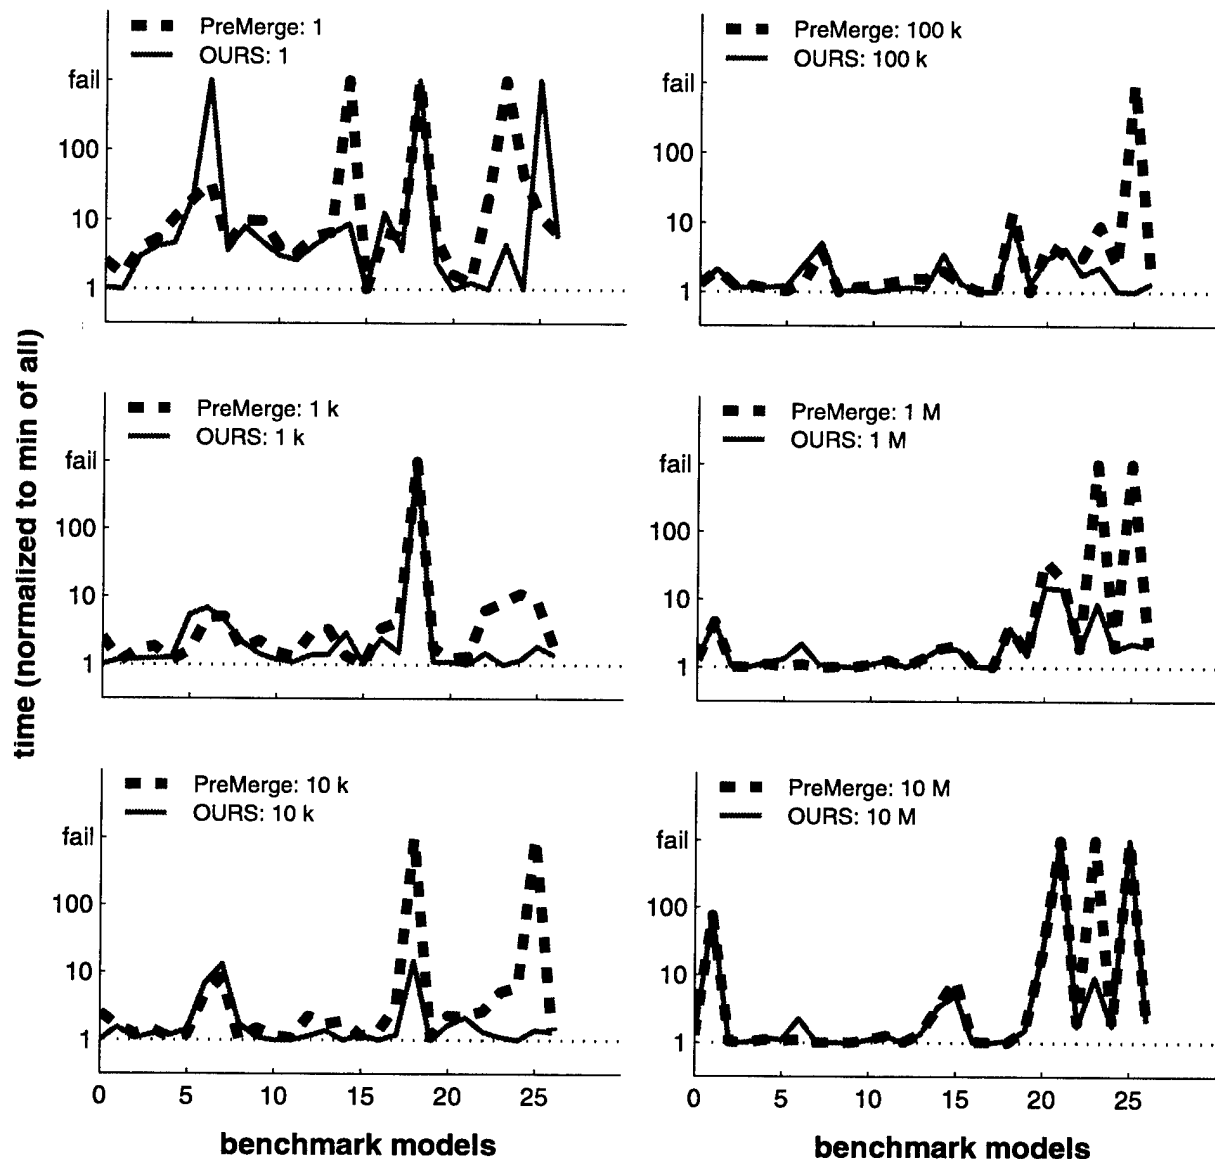 time (normalized to min of all)
PreMerge: 1
OURS: 1
fail
100
10
1
PreMerge: 100 k
OURS: 100 k
fail
100
10
1
PreMerge: 1 k
OURS: 1 k
fail
100
10
1
PreMerge: 1 M
OURS: 1 M
fail
100
10
1
PreMerge: 10 k
OURS: 10 k
fail
100
10
1
0 5 10 15 20 25
benchmark models
PreMerge: 10 M
OURS: 10 M
fail
100
10
1
0 5 10 15 20 25
benchmark models